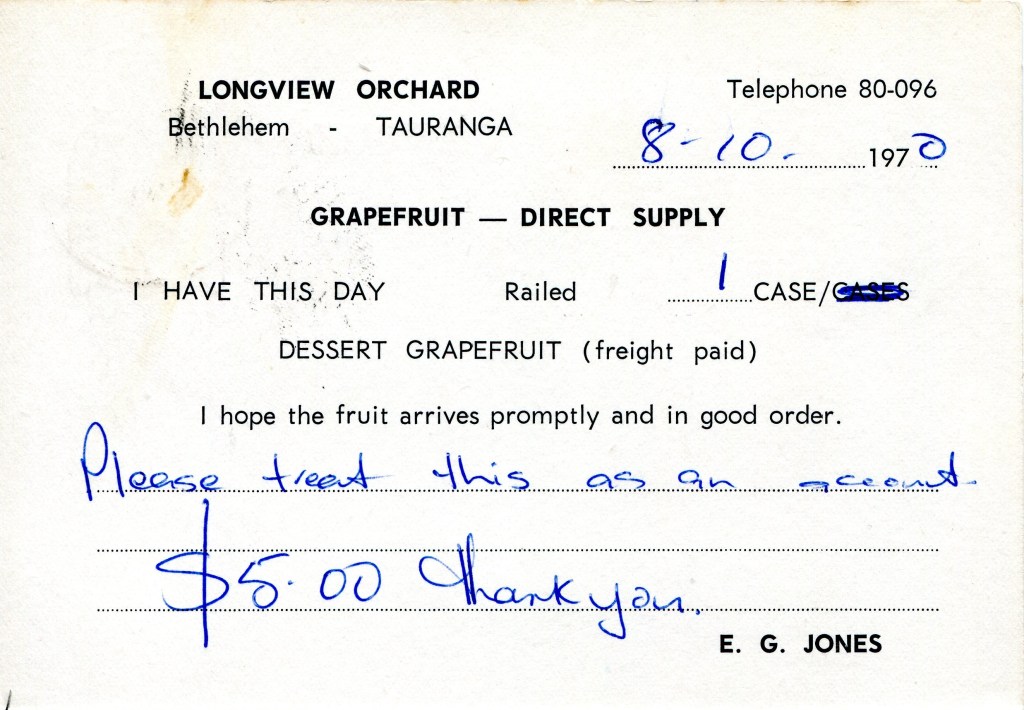 LONGVIEW ORCHARD
Telephone 80-096
Bethlehem - TAURANGA
8-10. 1970
GRAPEFRUIT — DIRECT SUPPLY
I HAVE THIS DAY Railed 1 CASE/CASES
DESSERT GRAPEFRUIT (freight paid)
I hope the fruit arrives promptly and in good order.
Please treat this as an account
$5.00 thank you.
E. G. JONES